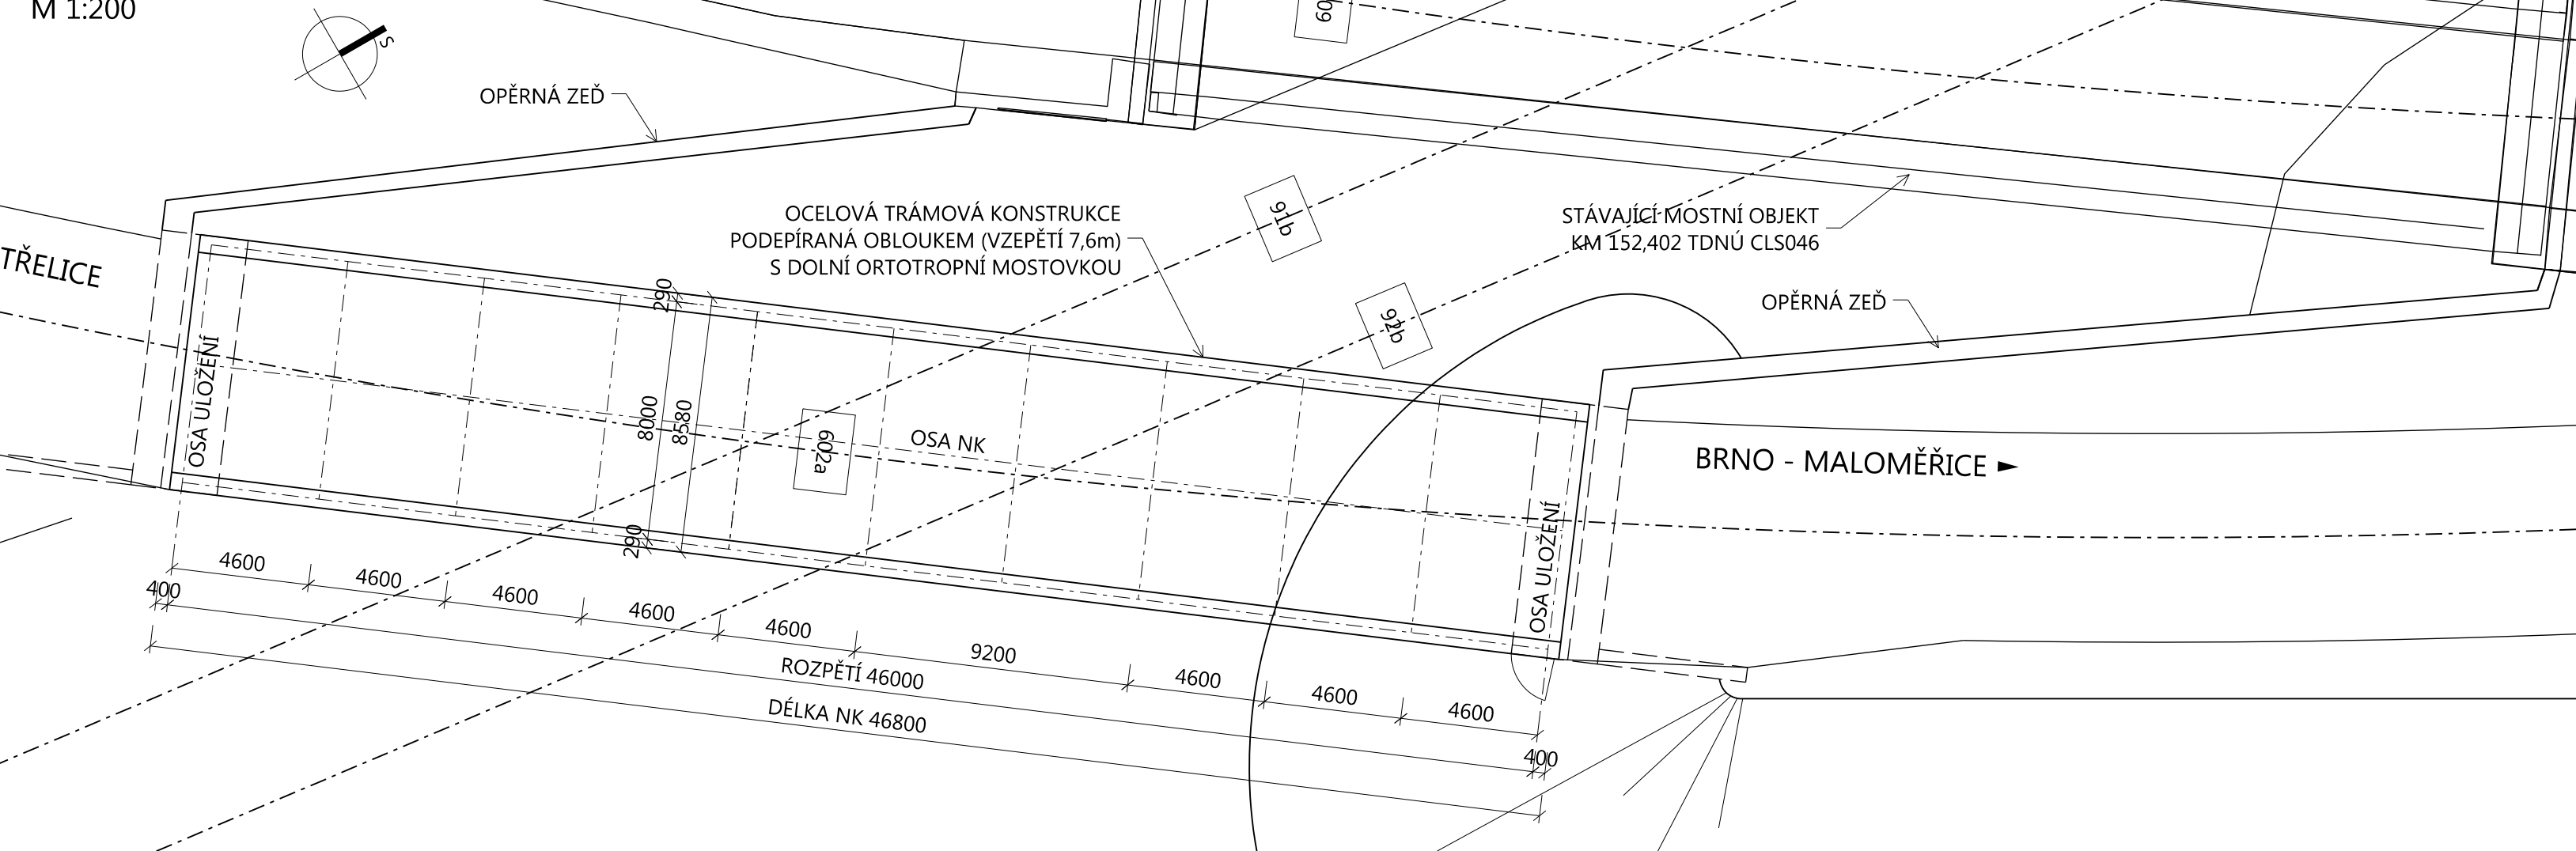 M 1:200
S
OPĚRNÁ ZEĎ
60
OCELOVÁ TRÁMOVÁ KONSTRUKCE
PODEPÍRANÁ OBLOUKEM (VZEPĚTÍ 7,6m)
S DOLNÍ ORTOTROPNÍ MOSTOVKOU
91b
STÁVAJÍCÍ MOSTNÍ OBJEKT
KM 152,402 TDNÚ CLS046
92b
OPĚRNÁ ZEĎ
TŘELICE
290
OSA ULOŽENÍ
8000
8580
602a
OSA NK
BRNO - MALOMĚŘICE ►
290
OSA ULOŽENÍ
4600
4600
4600
4600
4600
9200
4600
4600
4600
400
ROZPĚTÍ 46000
400
DÉLKA NK 46800